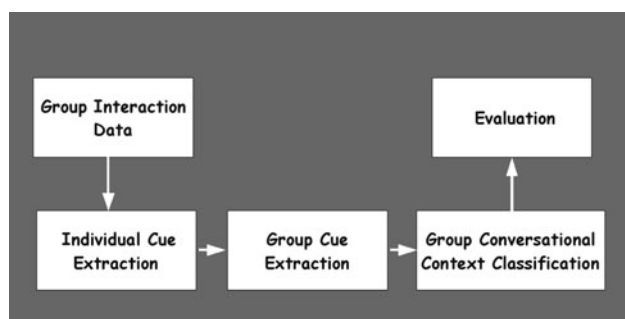 Group Interaction
Data
Evaluation
Individual Cue
Extraction
Group Cue
Extraction
Group Conversational
Context Classification